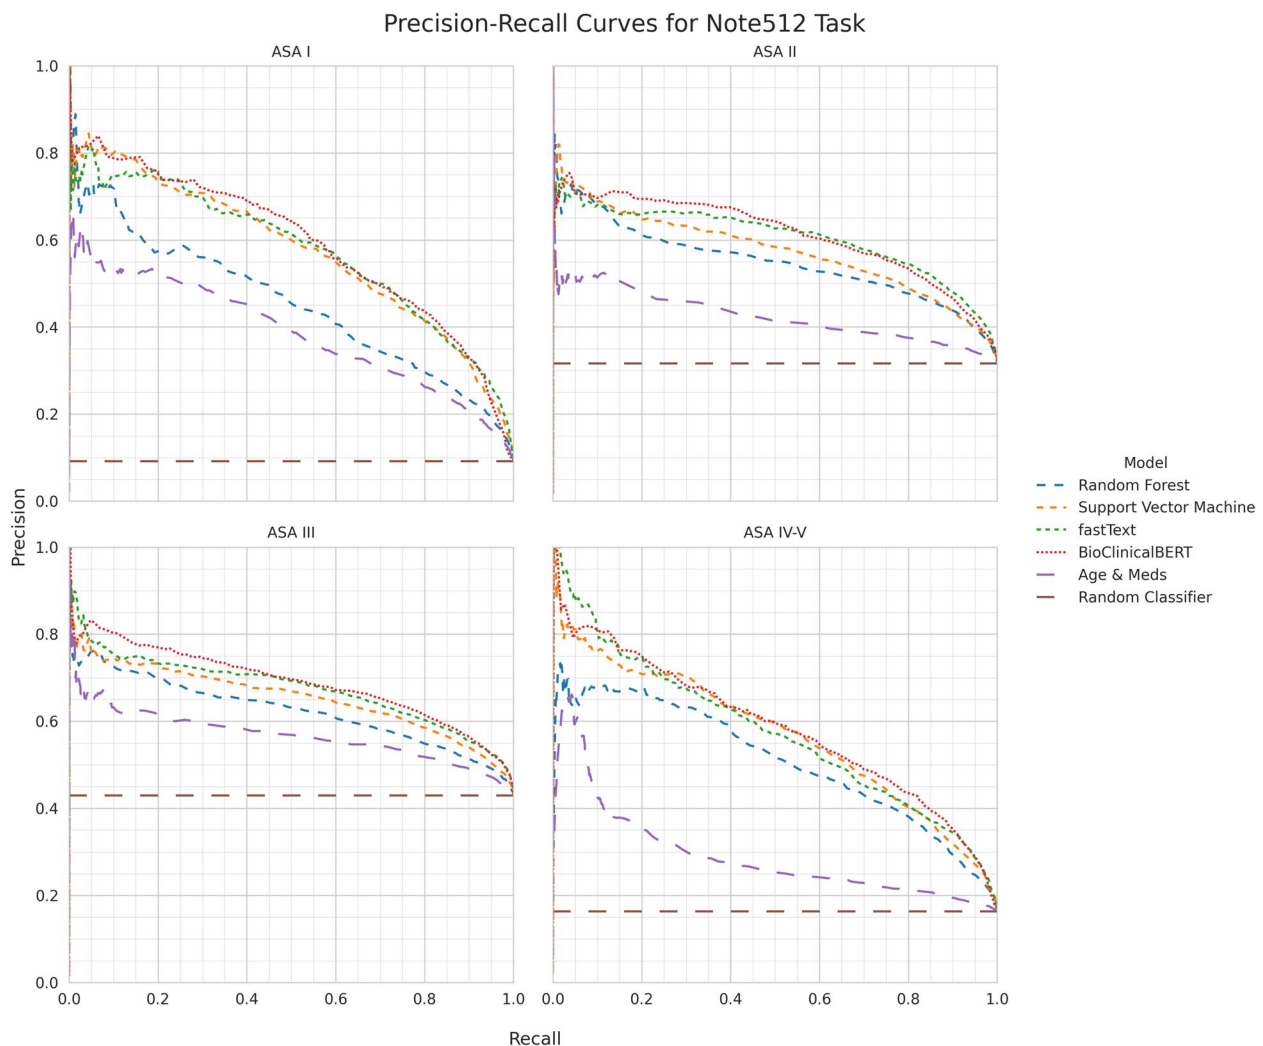 Precision-Recall Curves for Note512 Task
ASA I
ASA II
1.0
0.8
0.6
0.4
0.2
0.0
ASA III
ASA IV-V
1.0
0.8
0.6
0.4
0.2
0.0
0.0 0.2 0.4 0.6 0.8 1.0
0.0 0.2 0.4 0.6 0.8 1.0
Precision
Recall
Model
Random Forest
Support Vector Machine
fastText
BioClinicalBERT
Age & Meds
Random Classifier